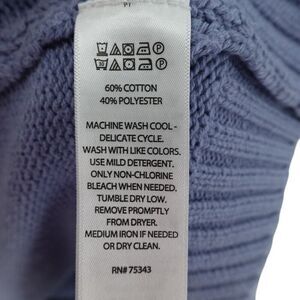 60% COTTON
40% POLYESTER
MACHINE WASH COOL -
DELICATE CYCLE.
WASH WITH LIKE COLORS.
USE MILD DETERGENT.
ONLY NON-CHLORINE
BLEACH WHEN NEEDED.
TUMBLE DRY LOW.
REMOVE PROMPTLY
FROM DRYER.
MEDIUM IRON IF NEEDED
OR DRY CLEAN.
RN# 75343